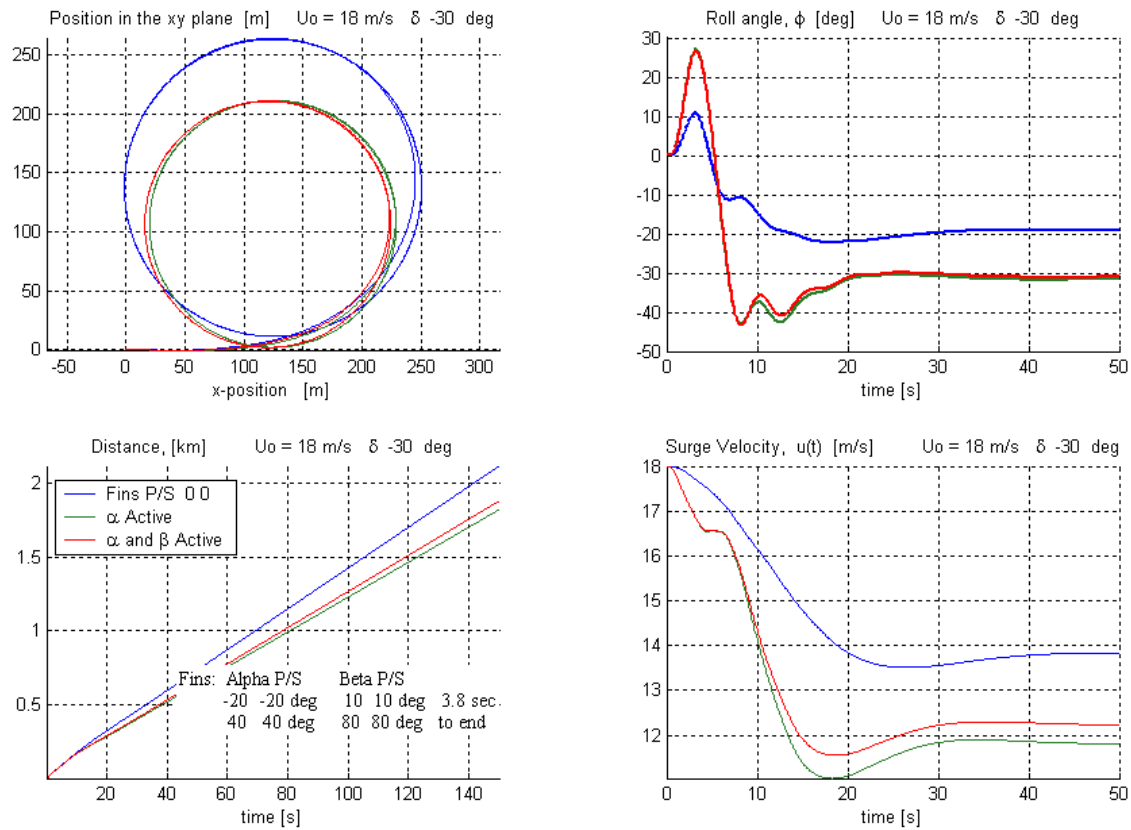 Position in the xy plane [m] Uo = 18 m/s δ -30 deg
250
200
150
100
50
0
-50 0 50 100 150 200 250 300
x-position [m]
Roll angle, ϕ [deg] Uo = 18 m/s δ -30 deg
30
20
10
0
-10
-20
-30
-40
-50
0 10 20 30 40 50
time [s]
Distance, [km] Uo = 18 m/s δ -30 deg
2
1.5
1
0.5
Fins P/S 0 0
α Active
α and β Active
Fins: Alpha P/S Beta P/S
-20 -20 deg 10 10 deg 3.8 sec
40 40 deg 80 80 deg to end
20 40 60 80 100 120 140
time [s]
Surge Velocity, u(t) [m/s] Uo = 18 m/s δ -30 deg
18
17
16
15
14
13
12
0 10 20 30 40 50
time [s]